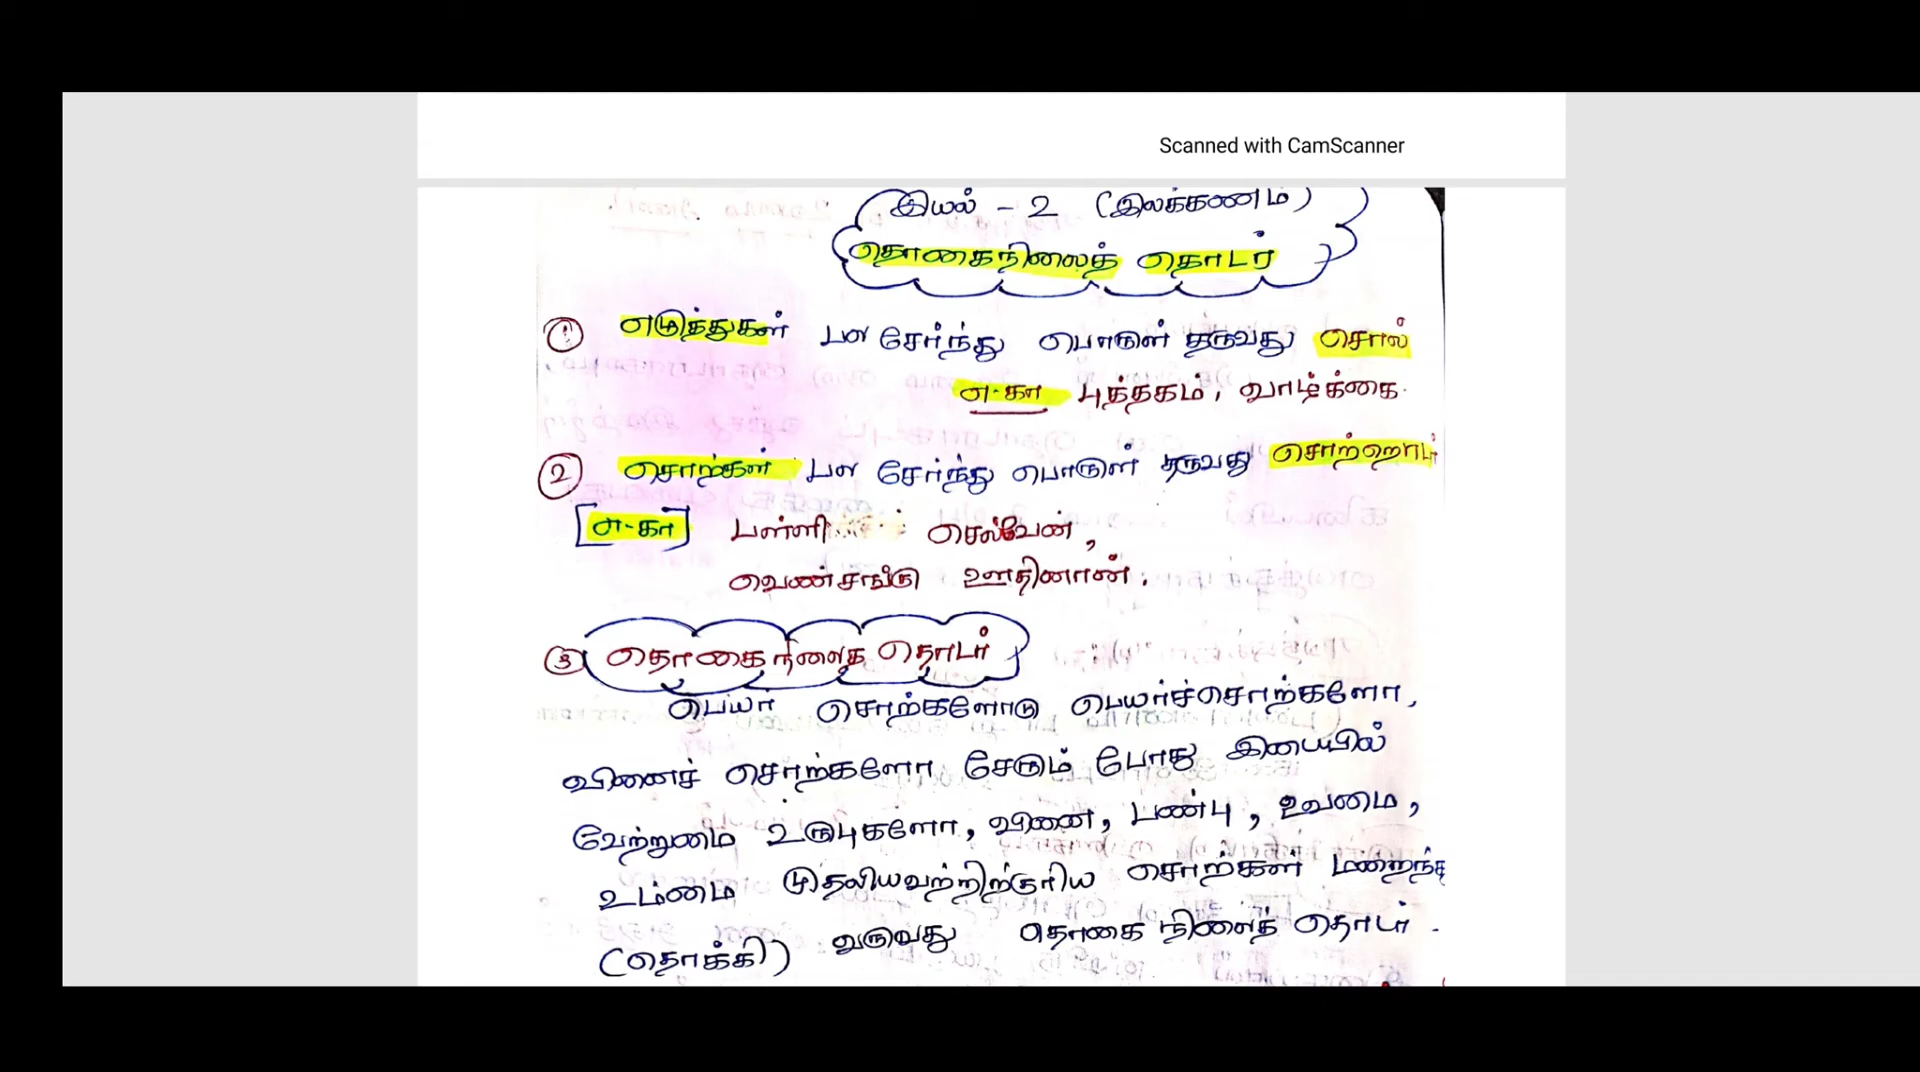 Scanned with CamScanner
இயல் - 2 (இலக்கணம்)
தொகைநிலைத் தொடர்
① எழுத்துகள் பல சேர்ந்து பொருள் தருவது சொல்
எ-கா புத்தகம், வாழ்க்கை.
② சொற்கள் பல சேர்ந்து பொருள் தருவது சொற்றொடர்
[எ-கா] பள்ளி செல்வேன்,
வெண்சங்கு ஊதினான்.
③ தொகைநிலைத் தொடர்
பெயர் சொற்களோடு பெயர்ச்சொற்களோ,
வினைச் சொற்களோ சேரும் போது இடையில்
வேற்றுமை உருபுகளோ, வினை, பண்பு, உவமை,
உம்மை முதலியவற்றிற்குரிய சொற்கள் மறைந்து
(தொக்கி) வருவது தொகை நிலைத் தொடர்.